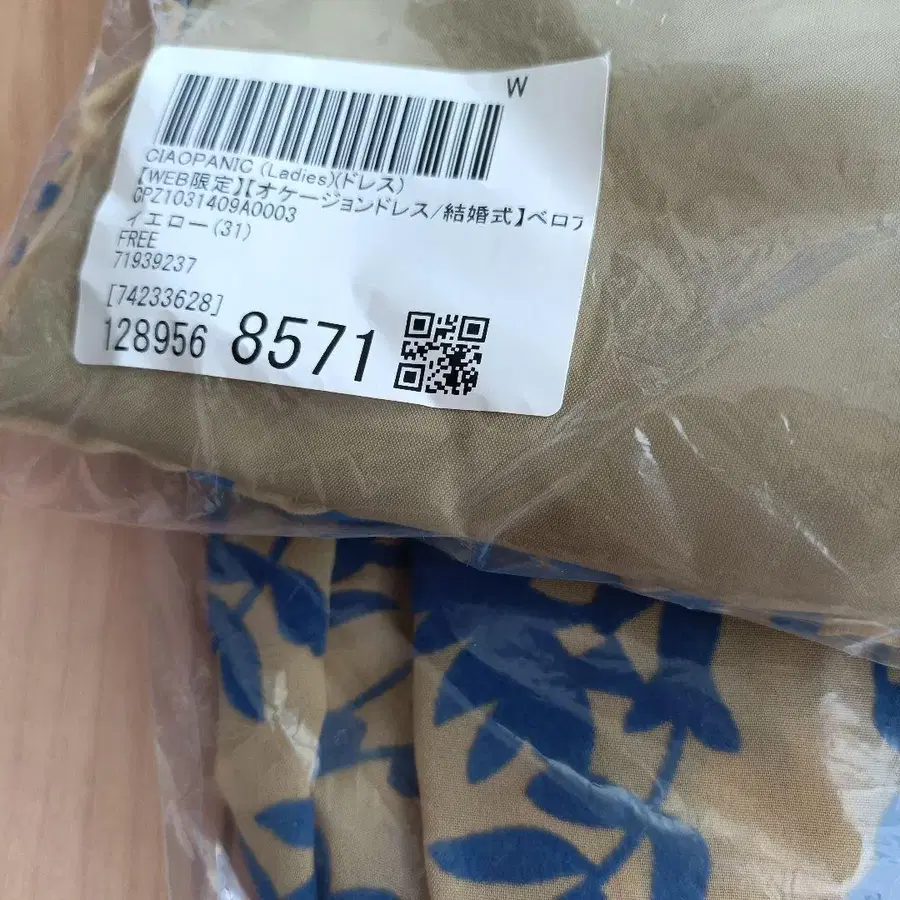 W
CIAOPANIC (Ladies)(ドレス)
【WEB限定】【オケージョンドレス/結婚式】ベロア
CPZ1031409A0003
イエロー(31)
FREE
71939237
[74233628]
128956 8571